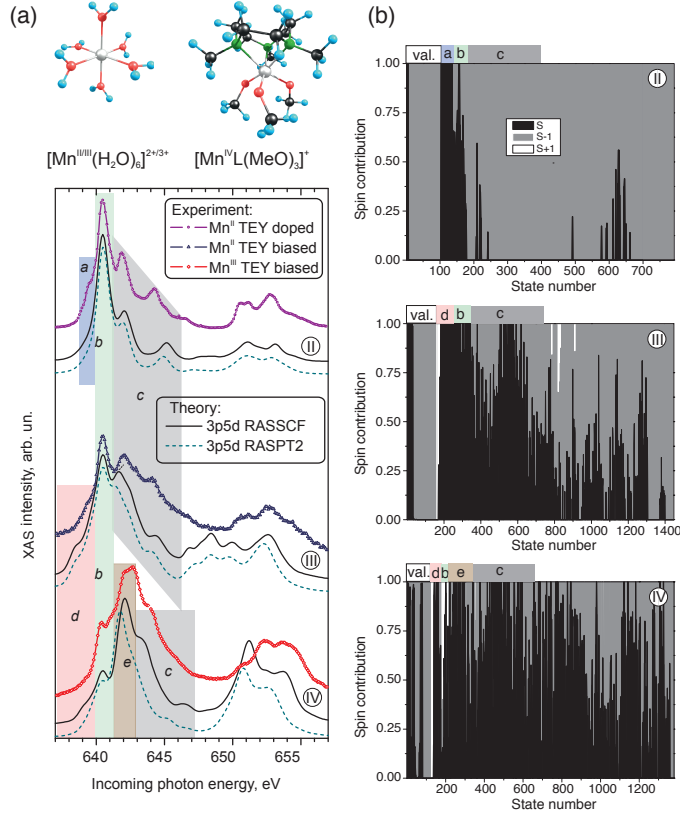 (a)
[Mn^{II/III}(H₂O)₆]^{2+/3+}
[Mn^{IV}L(MeO)₃]⁺
Experiment:
Mn^{II} TEY doped
Mn^{II} TEY biased
Mn^{III} TEY biased
a
b
II
c
Theory:
3p5d RASSCF
3p5d RASPT2
III
b
d
e
c
IV
XAS intensity, arb. un.
640 645 650 655
Incoming photon energy, eV
(b)
val. a b c
II
S
S-1
S+1
Spin contribution
1.00
0.75
0.50
0.25
0
100 200 300 400 500 600 700
State number
val. d b c
III
Spin contribution
1.00
0.75
0.50
0.25
0.00
200 400 600 800 1000 1200 1400
State number
val. d b e c
IV
Spin contribution
1.00
0.75
0.50
0.25
0.00
200 400 600 800 1000 1200
State number